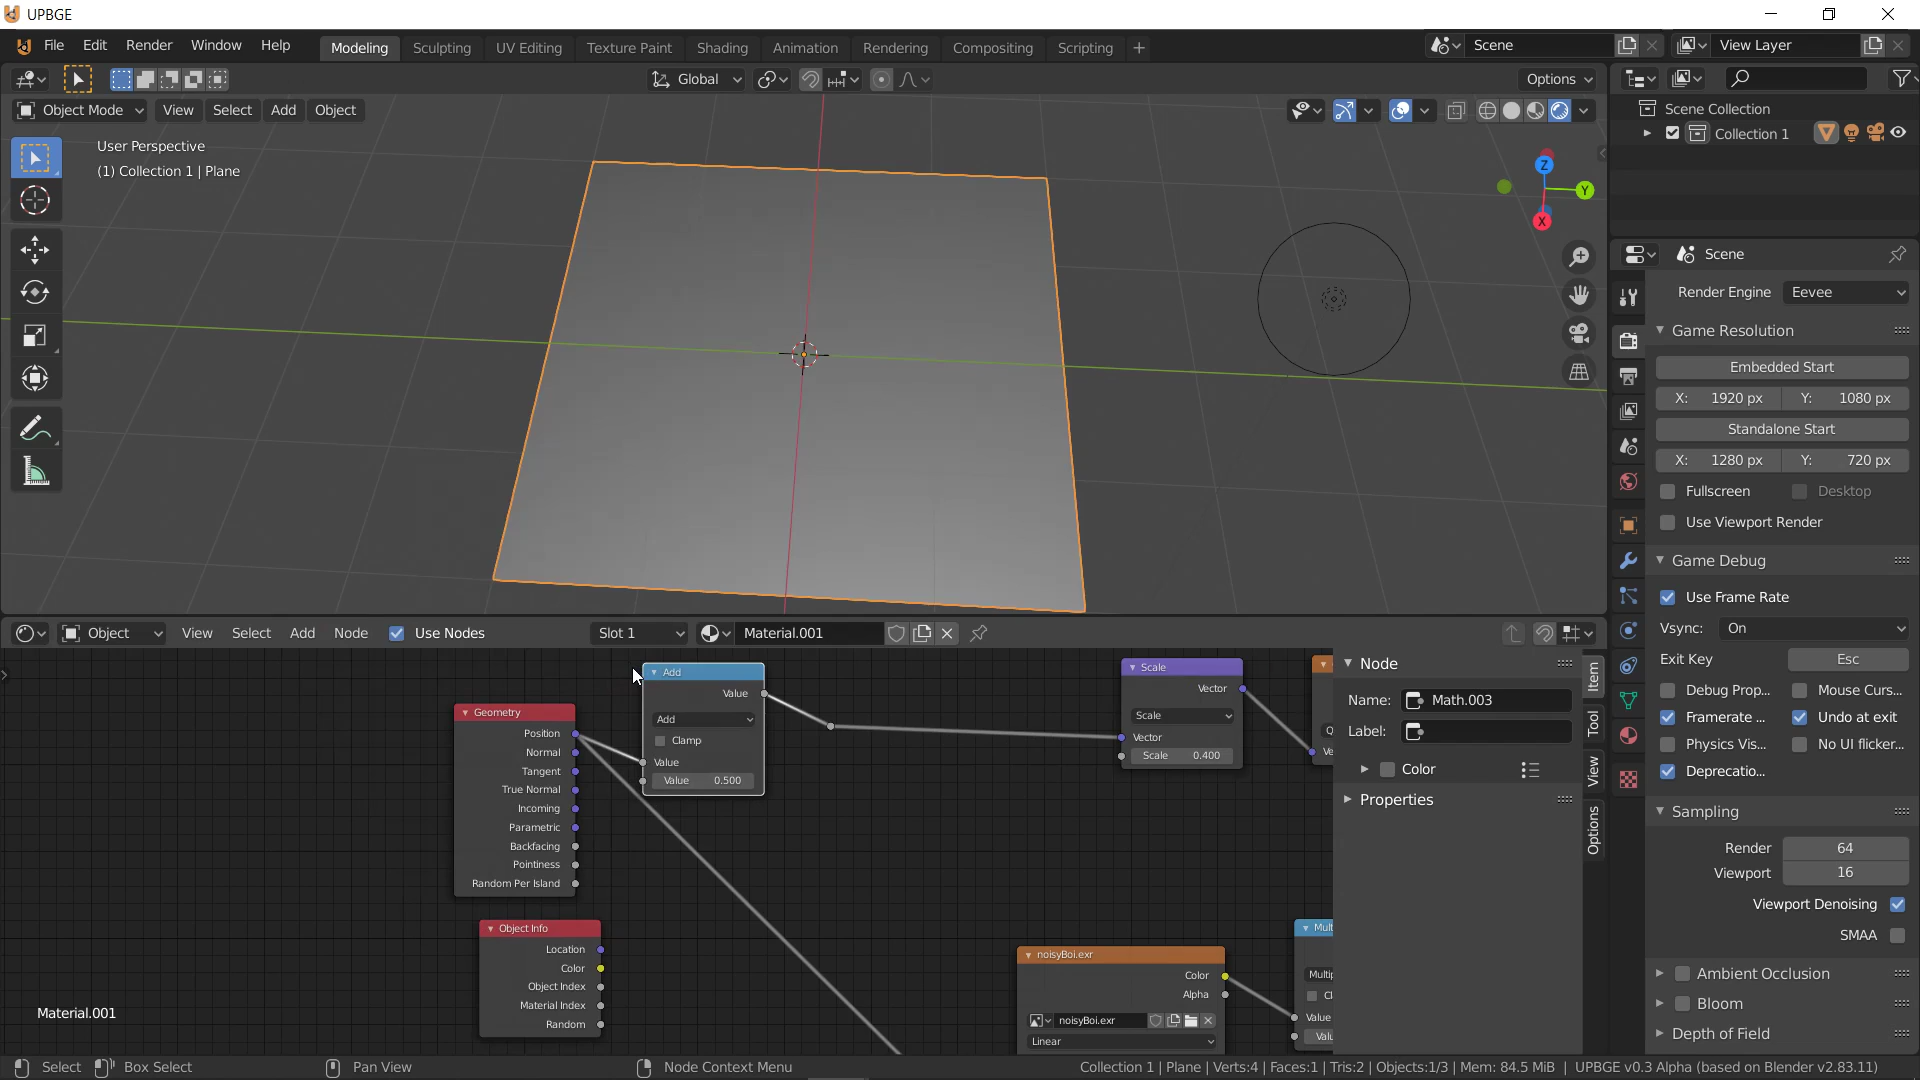 UPBGE
File Edit Render Window Help
Modeling Sculpting UV Editing Texture Paint Shading Animation Rendering Compositing Scripting +
Scene
View Layer
Global
Options
Object Mode View Select Add Object
User Perspective
(1) Collection 1 | Plane
Z
Y
X
Scene Collection
Collection 1
Scene
Render Engine Eevee
Game Resolution
Embedded Start
X: 1920 px Y: 1080 px
Standalone Start
X: 1280 px Y: 720 px
Fullscreen Desktop
Use Viewport Render
Game Debug
Use Frame Rate
Vsync: On
Exit Key Esc
Debug Prop... Mouse Curs...
Framerate ... Undo at exit
Physics Vis... No UI flicker...
Deprecatio...
Sampling
Render 64
Viewport 16
Viewport Denoising
SMAA
Ambient Occlusion
Bloom
Depth of Field
Object View Select Add Node Use Nodes Slot 1 Material.001
Geometry
Position
Normal
Tangent
True Normal
Incoming
Parametric
Backfacing
Pointiness
Random Per Island
Add
Value
Add
Clamp
Value
Value 0.500
Scale
Vector
Scale
Vector
Scale 0.400
Object Info
Location
Color
Object Index
Material Index
Random
noisyBoi.exr
Color
Alpha
noisyBoi.exr
Linear
Mult
Multip
Cl
Value
Valu
Q
Ve
Node
Name: Math.003
Label:
Color
Properties
Item
Tool
View
Options
Material.001
Select Box Select Pan View Node Context Menu
Collection 1 | Plane | Verts:4 | Faces:1 | Tris:2 | Objects:1/3 | Mem: 84.5 MiB | UPBGE v0.3 Alpha (based on Blender v2.83.11)